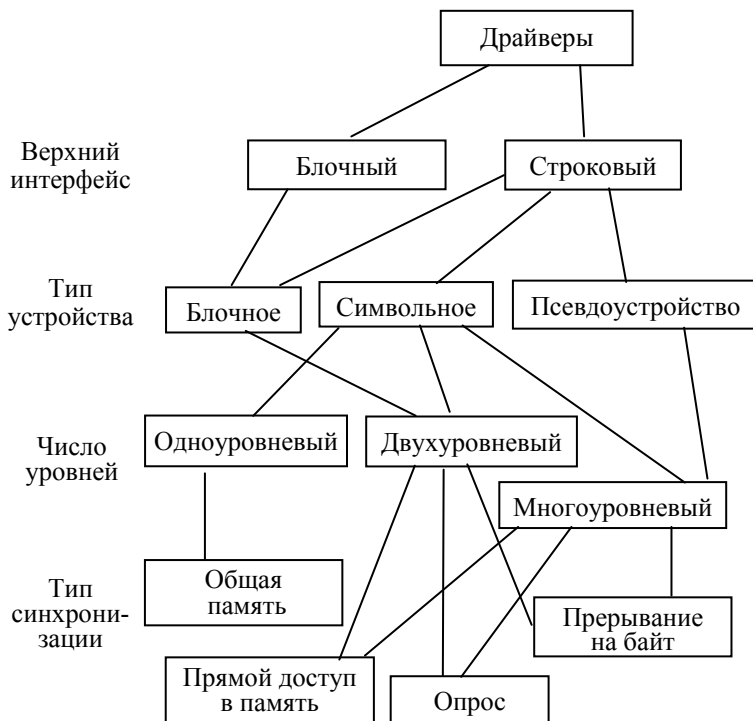 Драйверы
Верхний
интерфейс
Блочный
Строковый
Тип
устройства
Блочное
Символьное
Псевдоустройство
Число
уровней
Одноуровневый
Двухуровневый
Многоуровневый
Тип
синхрони-
зации
Общая
память
Прерывание
на байт
Прямой доступ
в память
Опрос